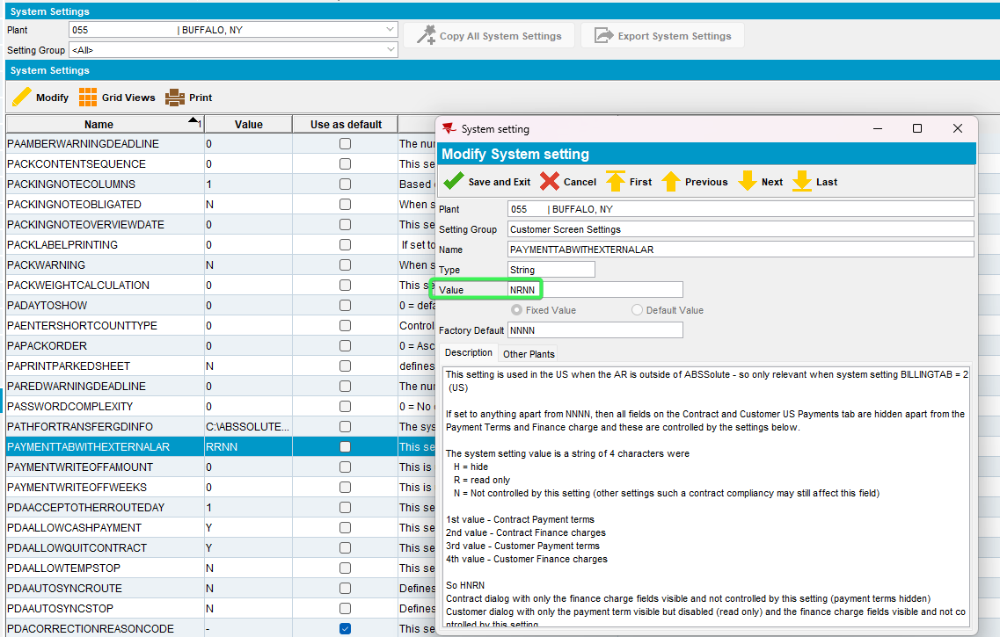 System Settings
Plant 055 | BUFFALO, NY
Copy All System Settings Export System Settings
Setting Group <All>
System Settings
Modify Grid Views Print
Name 1 Value Use as default
PAAMBERWARNINGDEADLINE 0 The nu
PACKCONTENTSEQUENCE 0 This se
PACKINGNOTECOLUMNS 1 Based
PACKINGNOTEOBLIGATED N When s
PACKINGNOTEOVERVIEWDATE 0 This se
PACKLABELPRINTING 0 If set to
PACKWARNING N When s
PACKWEIGHTCALCULATION 0 This se
PADAYTOSHOW 0 0 = defa
PAENTERSHORTCOUNTTYPE 0 Control
PAPACKORDER 0 0 = Asc
PAPRINTPARKEDSHEET N defines
PAREDWARNINGDEADLINE 0 The nu
PASSWORDCOMPLEXITY 0 0 = No
PATHFORTRANSFERGDINFO C:\ABSSOLUTE... The sys
PAYMENTTABWITHEXTERNALAR RRNN This se
PAYMENTWRITEOFFAMOUNT 0 This is
PAYMENTWRITEOFFWEEKS 0 This is
PDAACCEPTOTHERROUTEDAY 1 This se
PDAALLOWCASHPAYMENT Y This se
PDAALLOWQUITCONTRACT Y This se
PDAALLOWTEMPSTOP N This se
PDAAUTOSYNCROUTE N Defines
PDAAUTOSYNCSTOP N Defines
PDACORRECTIONREASONCODE - This se
System setting
Modify System setting
Save and Exit Cancel First Previous Next Last
Plant 055 | BUFFALO, NY
Setting Group Customer Screen Settings
Name PAYMENTTABWITHEXTERNALAR
Type String
Value NRNN
Fixed Value Default Value
Factory Default NNNN
Description Other Plants
This setting is used in the US when the AR is outside of ABSSolute - so only relevant when system setting BILLINGTAB = 2
(US)
If set to anything apart from NNNN, then all fields on the Contract and Customer US Payments tab are hidden apart from the
Payment Terms and Finance charge and these are controlled by the settings below.
The system setting value is a string of 4 characters were
H = hide
R = read only
N = Not controlled by this setting (other settings such a contract compliancy may still affect this field)
1st value - Contract Payment terms
2nd value - Contract Finance charges
3rd value - Customer Payment terms
4th value - Customer Finance charges
So HNRN
Contract dialog with only the finance charge fields visible and not controlled by this setting (payment terms hidden)
Customer dialog with only the payment term visible but disabled (read only) and the finance charge fields visible and not co
ntrolled by this setting